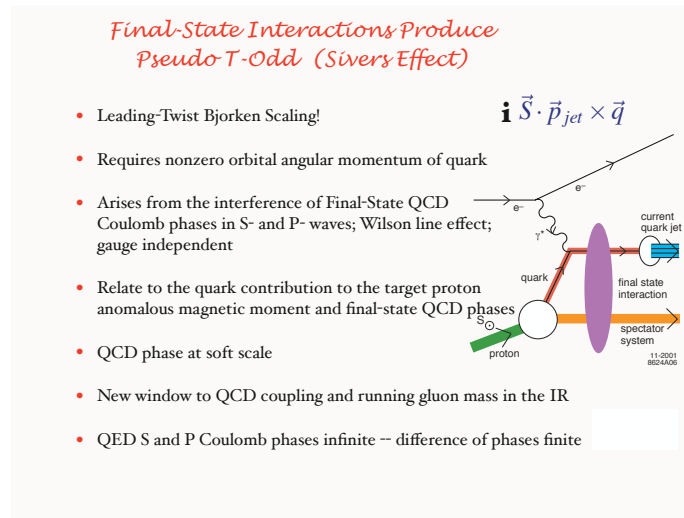 Final-State Interactions Produce
Pseudo T-Odd (Sivers Effect)
• Leading-Twist Bjorken Scaling!
i S⃗ · p⃗_jet × q⃗
• Requires nonzero orbital angular momentum of quark
• Arises from the interference of Final-State QCD
Coulomb phases in S- and P- waves; Wilson line effect;
gauge independent
• Relate to the quark contribution to the target proton
anomalous magnetic moment and final-state QCD phases
• QCD phase at soft scale
• New window to QCD coupling and running gluon mass in the IR
• QED S and P Coulomb phases infinite -- difference of phases finite
e⁻
e⁻
γ*
current
quark jet
quark
final state
interaction
S⊙
spectator
system
proton
11-2001
8624A06